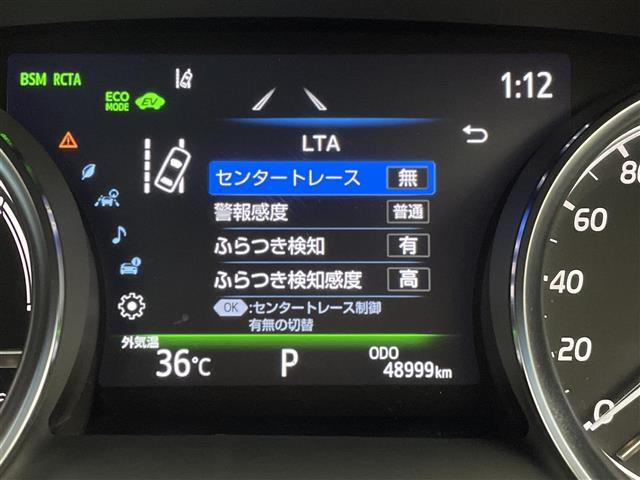 BSM RCTA
1:12
ECO
MODE
EV
LTA
センタートレース 無
警報感度 普通
ふらつき検知 有
ふらつき検知感度 高
OK :センタートレース制御
有無の切替
外気温
36℃
P
ODO
48999km
80
60
40
20
0